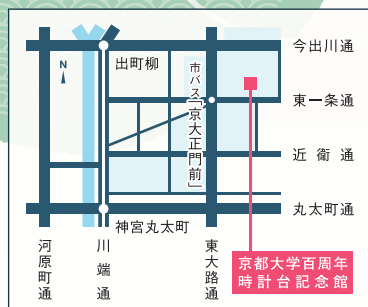 今出川通
出町柳
N
市バス「京大正門前」
東一条通
近衛通
丸太町通
神宮丸太町
河原町通
川端通
東大路通
京都大学百周年
時計台記念館